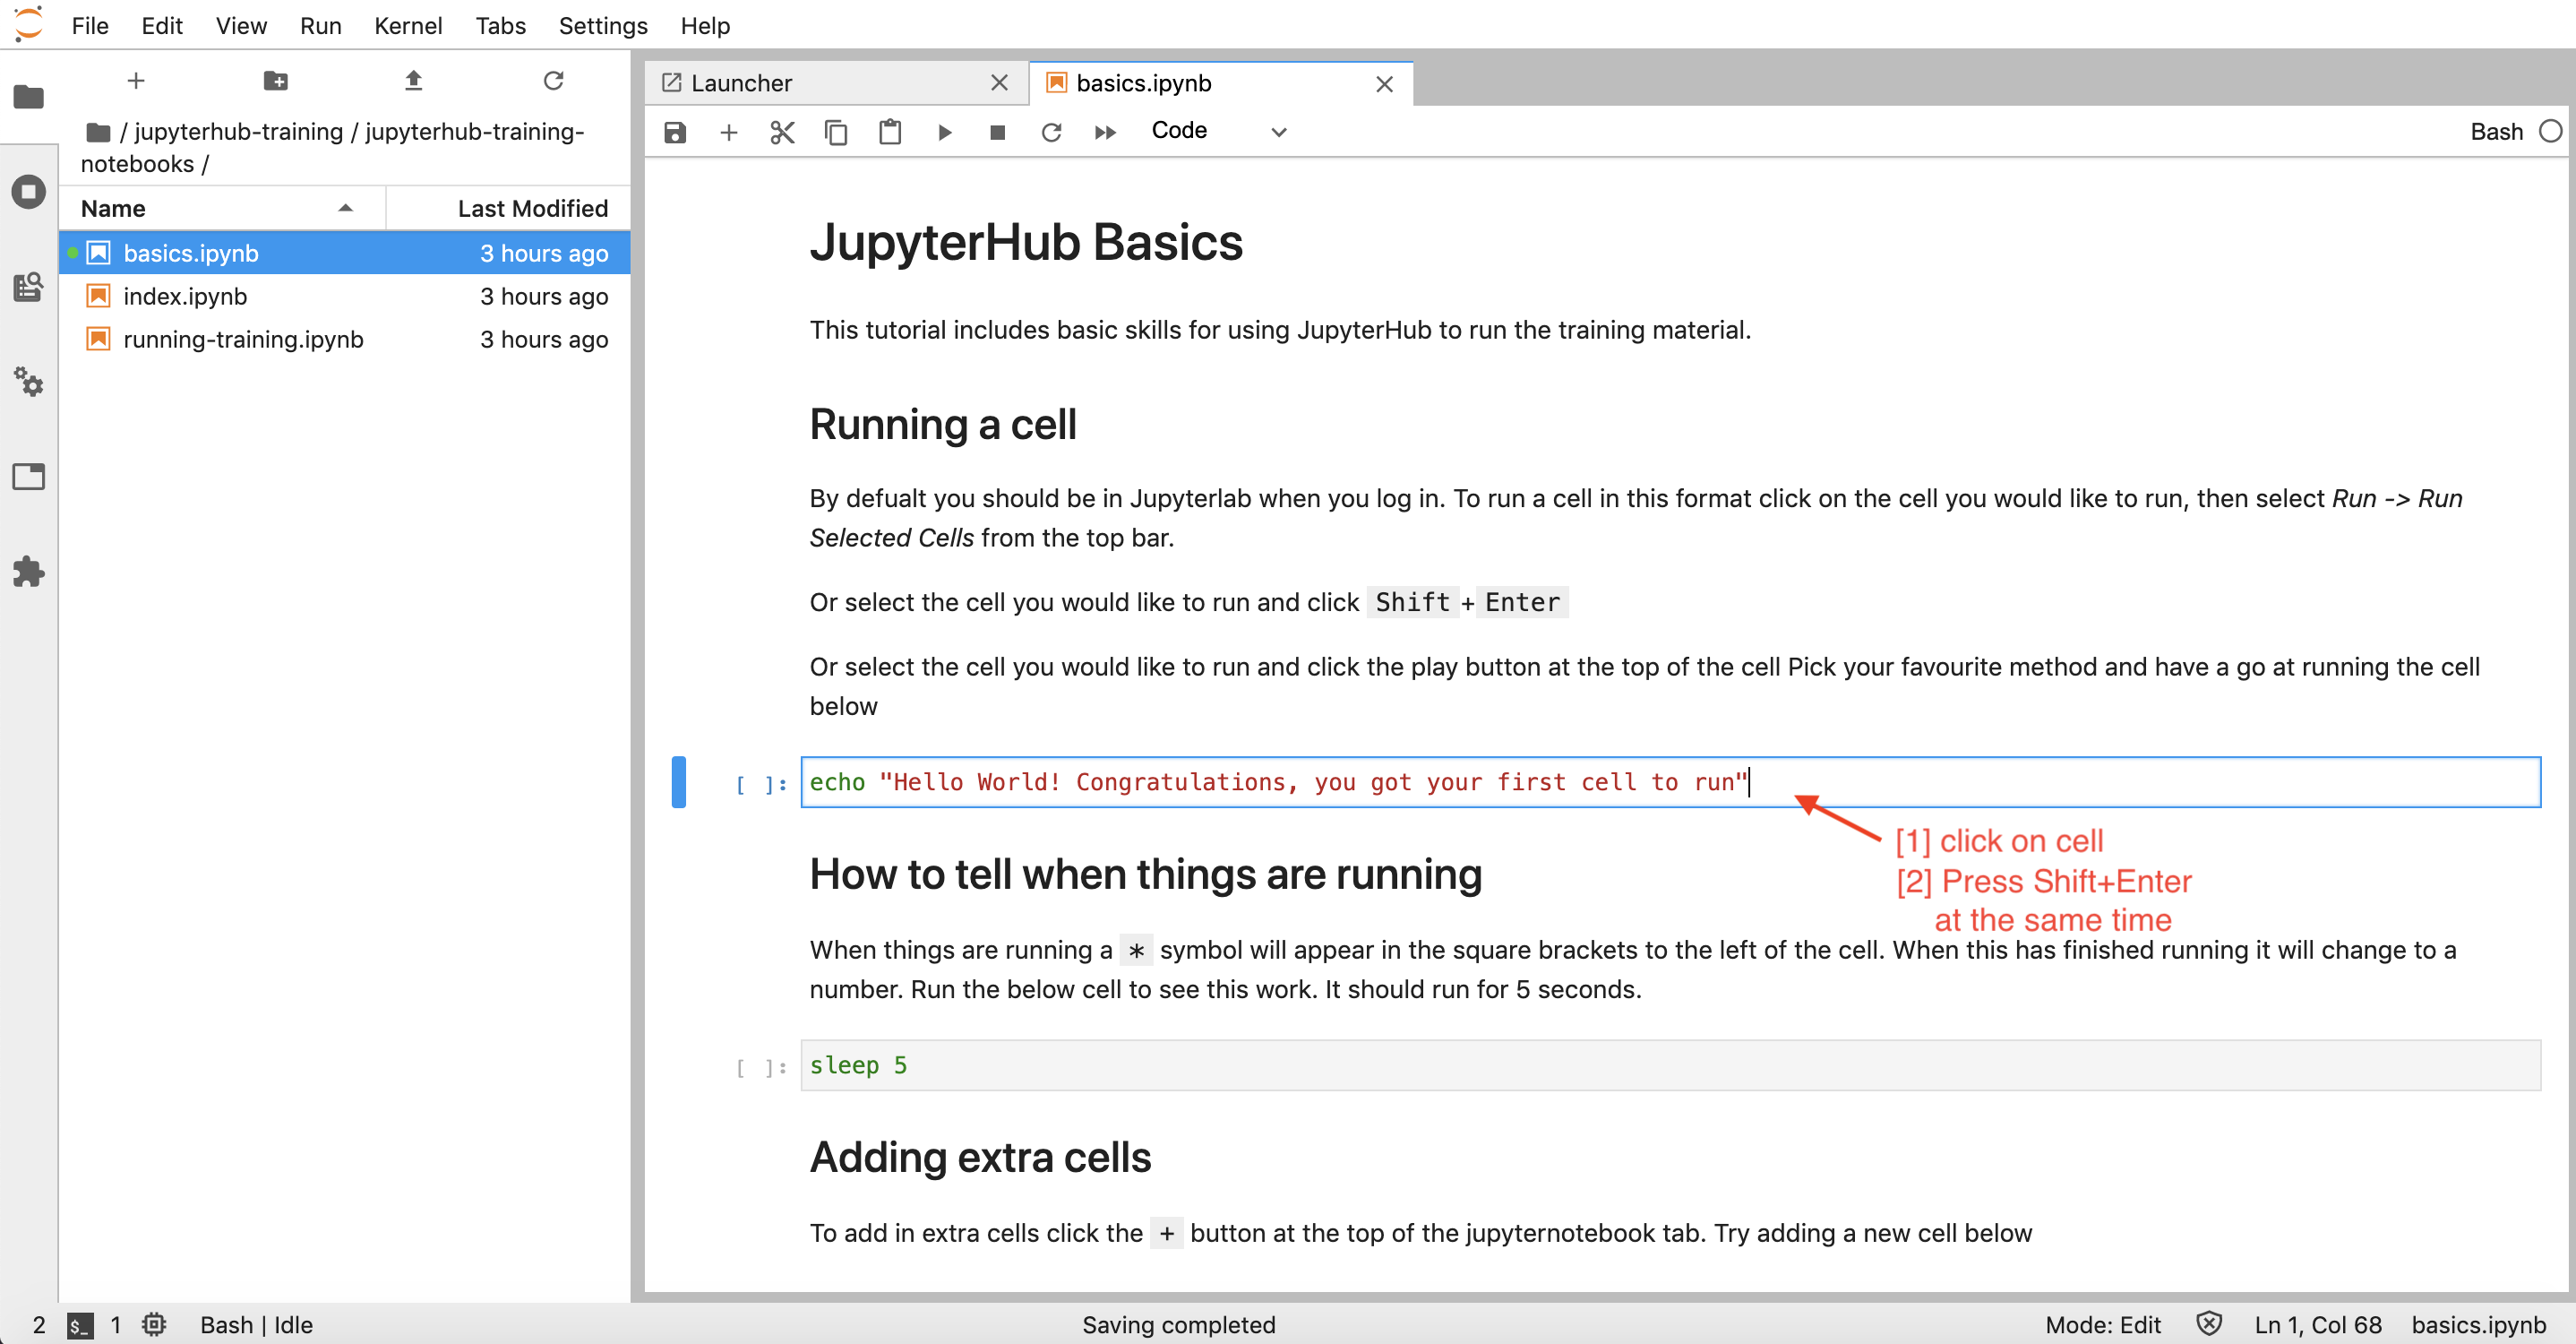 File Edit View Run Kernel Tabs Settings Help
/ jupyterhub-training / jupyterhub-training-
notebooks /
Name Last Modified
basics.ipynb 3 hours ago
index.ipynb 3 hours ago
running-training.ipynb 3 hours ago
Launcher basics.ipynb
Code Bash
JupyterHub Basics
This tutorial includes basic skills for using JupyterHub to run the training material.
Running a cell
By defualt you should be in Jupyterlab when you log in. To run a cell in this format click on the cell you would like to run, then select Run -> Run
Selected Cells from the top bar.
Or select the cell you would like to run and click Shift + Enter
Or select the cell you would like to run and click the play button at the top of the cell Pick your favourite method and have a go at running the cell
below
[ ]: echo "Hello World! Congratulations, you got your first cell to run"
[1] click on cell
[2] Press Shift+Enter
at the same time
How to tell when things are running
When things are running a * symbol will appear in the square brackets to the left of the cell. When this has finished running it will change to a
number. Run the below cell to see this work. It should run for 5 seconds.
[ ]: sleep 5
Adding extra cells
To add in extra cells click the + button at the top of the jupyternotebook tab. Try adding a new cell below
2 $_ 1 Bash | Idle Saving completed Mode: Edit Ln 1, Col 68 basics.ipynb